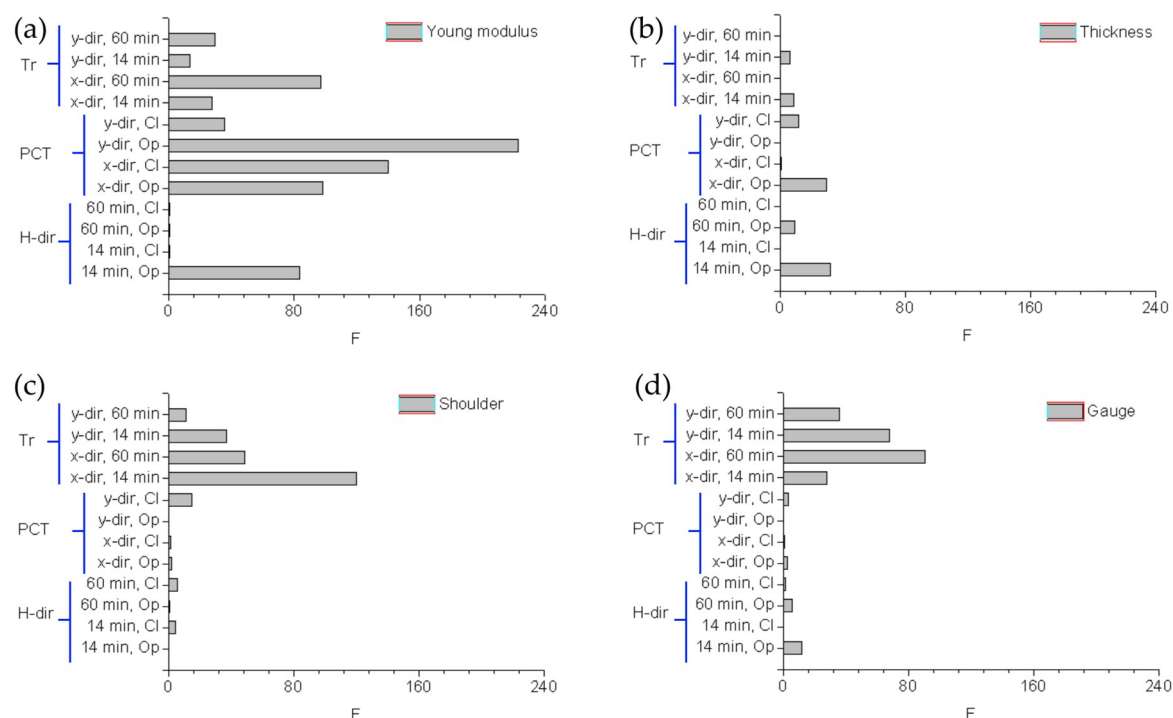 (a)
Young modulus
Tr
y-dir, 60 min
y-dir, 14 min
x-dir, 60 min
x-dir, 14 min
PCT
y-dir, Cl
y-dir, Op
x-dir, Cl
x-dir, Op
H-dir
60 min, Cl
60 min, Op
14 min, Cl
14 min, Op
0 80 160 240
F
(b)
Thickness
Tr
y-dir, 60 min
y-dir, 14 min
x-dir, 60 min
x-dir, 14 min
PCT
y-dir, Cl
y-dir, Op
x-dir, Cl
x-dir, Op
H-dir
60 min, Cl
60 min, Op
14 min, Cl
14 min, Op
0 80 160 240
F
(c)
Shoulder
Tr
y-dir, 60 min
y-dir, 14 min
x-dir, 60 min
x-dir, 14 min
PCT
y-dir, Cl
y-dir, Op
x-dir, Cl
x-dir, Op
H-dir
60 min, Cl
60 min, Op
14 min, Cl
14 min, Op
0 80 160 240
F
(d)
Gauge
Tr
y-dir, 60 min
y-dir, 14 min
x-dir, 60 min
x-dir, 14 min
PCT
y-dir, Cl
y-dir, Op
x-dir, Cl
x-dir, Op
H-dir
60 min, Cl
60 min, Op
14 min, Cl
14 min, Op
0 80 160 240
F